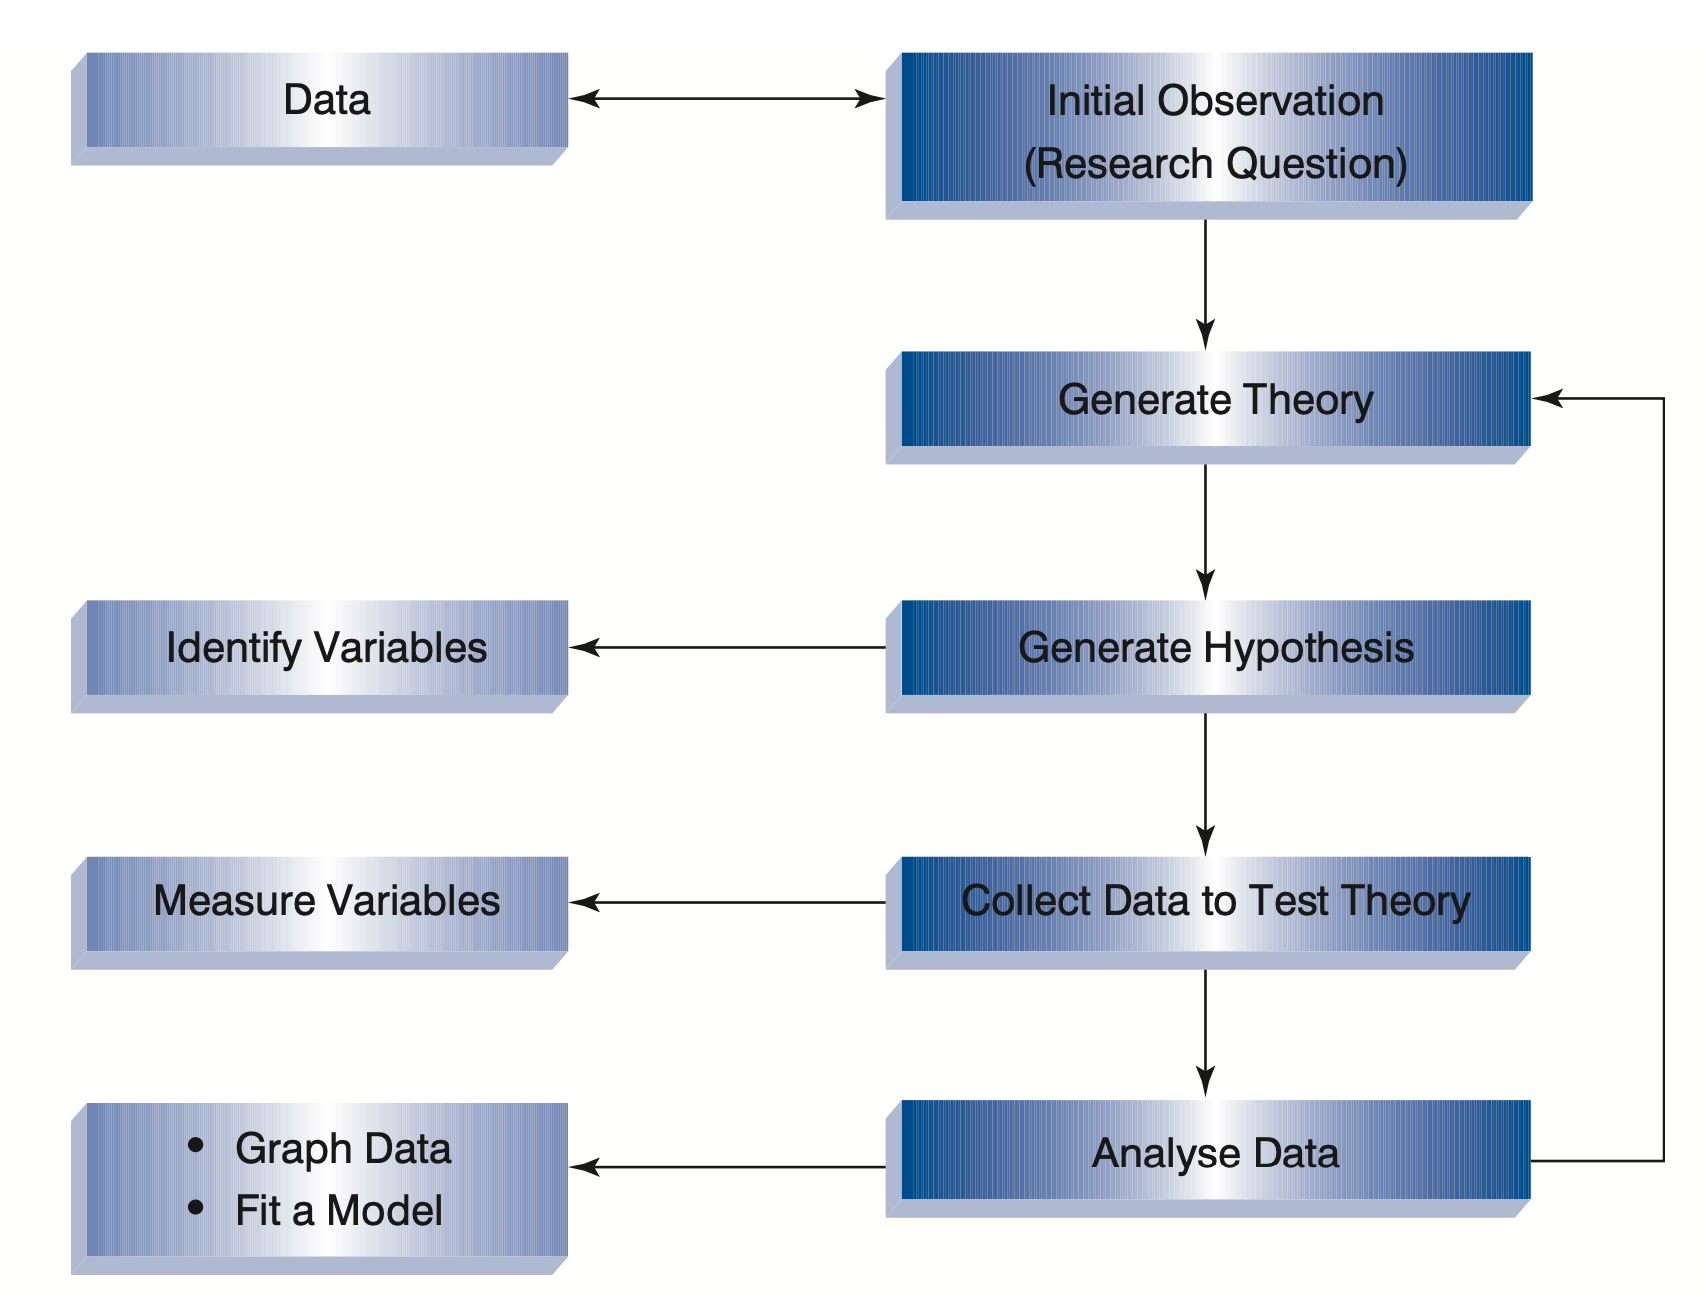 Data
Initial Observation
(Research Question)
Generate Theory
Identify Variables
Generate Hypothesis
Measure Variables
Collect Data to Test Theory
• Graph Data
• Fit a Model
Analyse Data